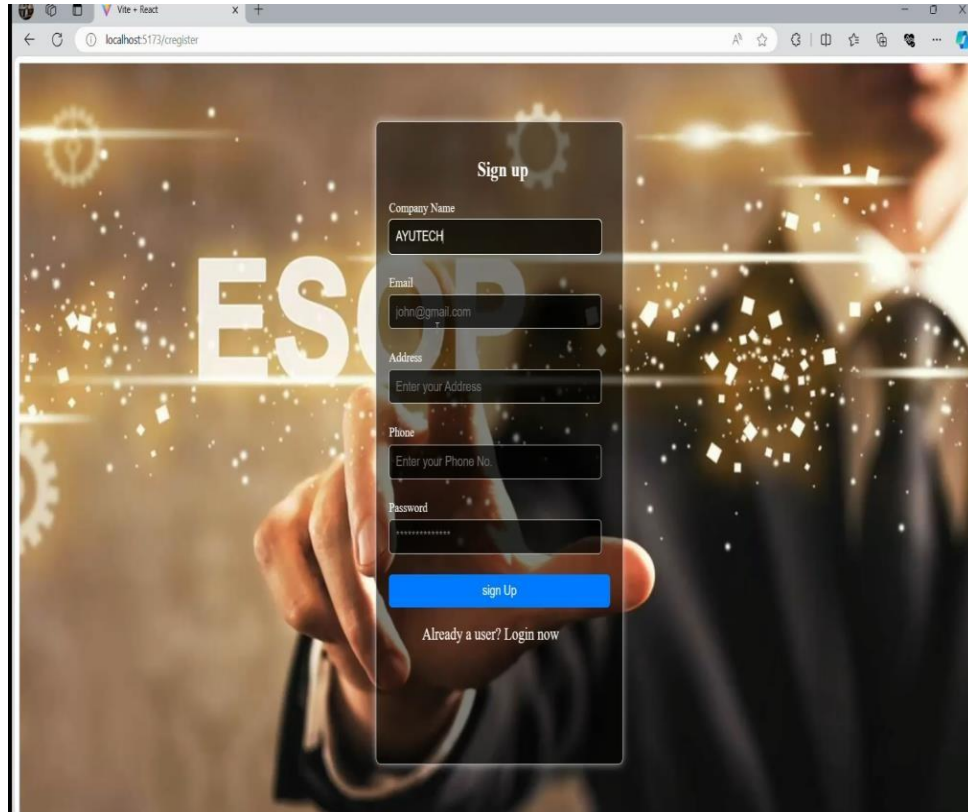 Vite + React
localhost:5173/cregister
ESOP
Sign up
Company Name
AYUTECH
Email
john@gmail.com
Address
Enter your Address
Phone
Enter your Phone No.
Password
**************
sign Up
Already a user? Login now